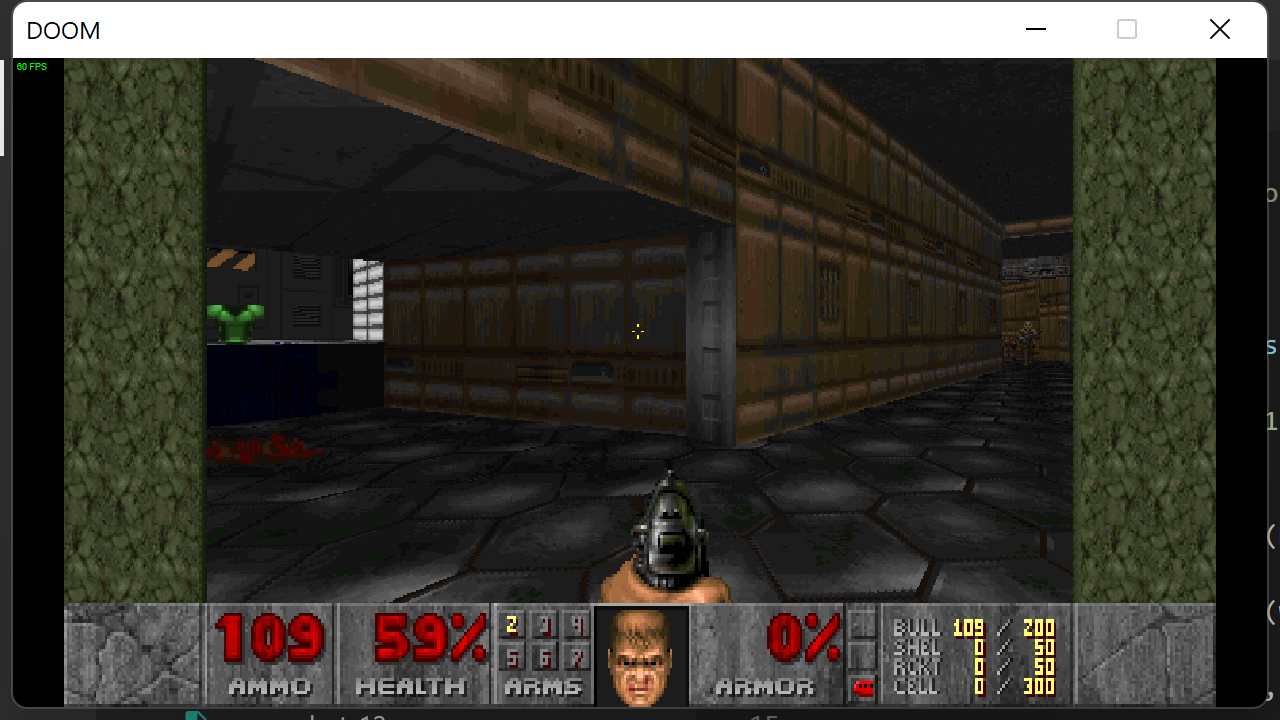 DOOM
60 FPS
109 59% 2 3 4 0% BULL 109 / 200
5 6 7 SHEL 0 / 50
RCKT 0 / 50
AMMO HEALTH ARMS ARMOR CELL 0 / 300